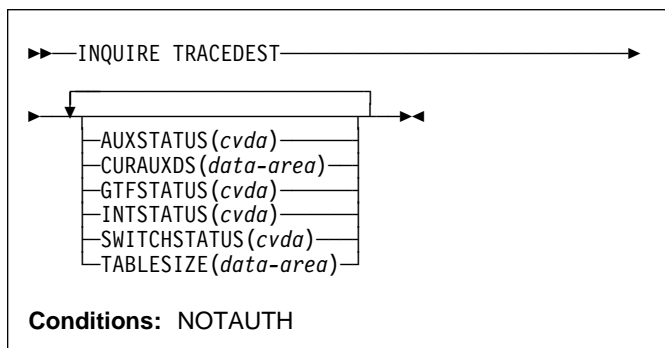 INQUIRE TRACEDEST
AUXSTATUS(cvda)
CURAUXDS(data-area)
GTFSTATUS(cvda)
INTSTATUS(cvda)
SWITCHSTATUS(cvda)
TABLESIZE(data-area)
Conditions: NOTAUTH